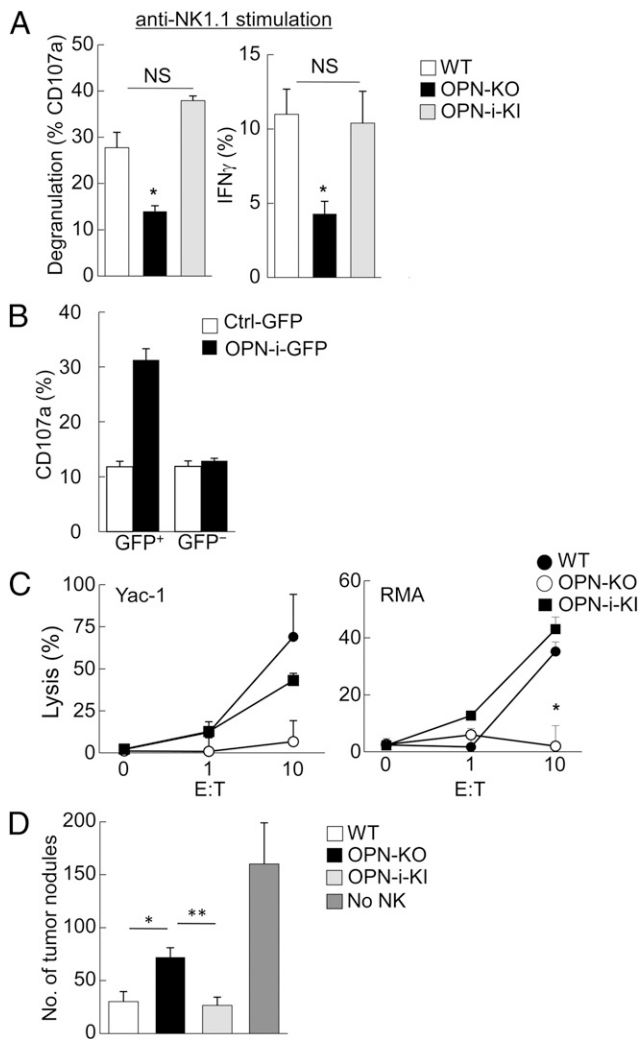 A
anti-NK1.1 stimulation
Degranulation (% CD107a)
50
40
30
20
10
0
NS
*
IFNγ (%)
15
10
5
0
NS
*
WT
OPN-KO
OPN-i-KI
B
Ctrl-GFP
OPN-i-GFP
CD107a (%)
40
30
20
10
0
GFP⁺ GFP⁻
C
Yac-1
Lysis (%)
100
75
50
25
0
0 1 10
E:T
RMA
60
40
20
0
*
0 1 10
E:T
WT
OPN-KO
OPN-i-KI
D
No. of tumor nodules
200
150
100
50
0
* **
WT
OPN-KO
OPN-i-KI
No NK